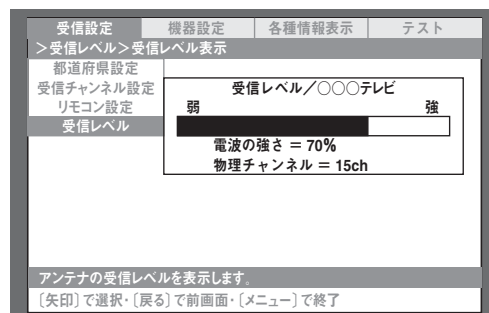 受信設定 機器設定 各種情報表示 テスト
＞受信レベル＞受信レベル表示
都道府県設定
受信チャンネル設定
リモコン設定
受信レベル
受信レベル／○○○テレビ
弱 強
電波の強さ ＝ 70%
物理チャンネル ＝ 15ch
アンテナの受信レベルを表示します。
〔矢印〕で選択・〔戻る〕で前画面・〔メニュー〕で終了